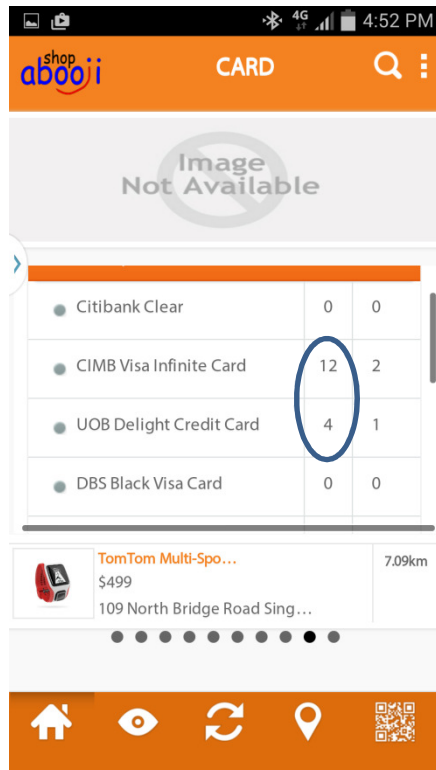 4G 4:52 PM
shop
abooji
CARD
Image
Not Available
Citibank Clear 0 0
CIMB Visa Infinite Card 12 2
UOB Delight Credit Card 4 1
DBS Black Visa Card 0 0
TomTom Multi-Spo... 7.09km
$499
109 North Bridge Road Sing...